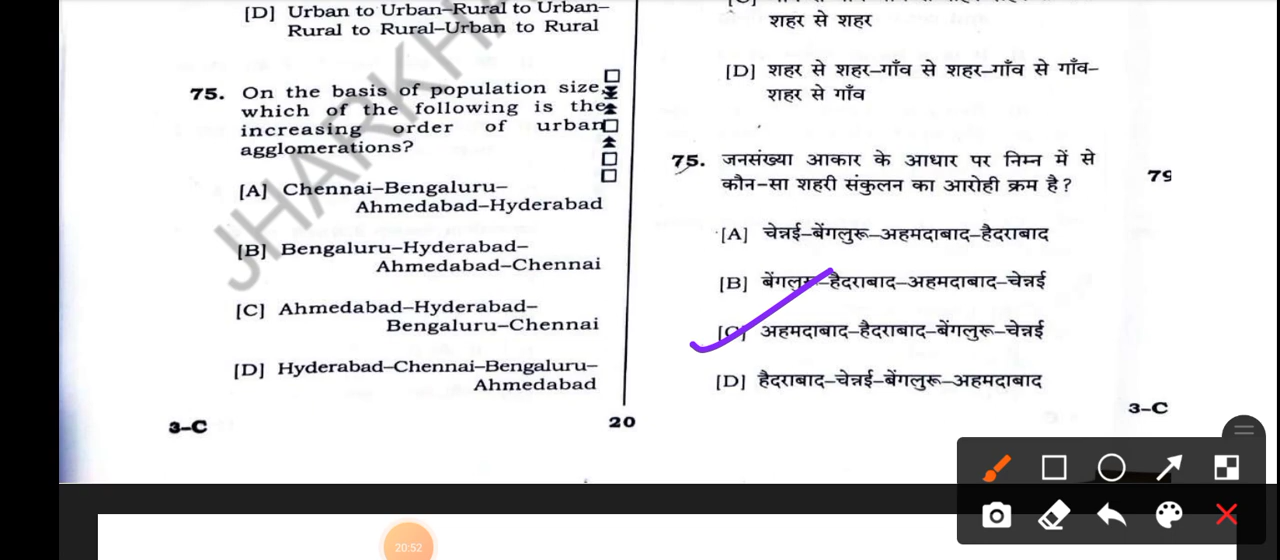 [D] Urban to Urban–Rural to Urban–
Rural to Rural–Urban to Rural
75. On the basis of population size,
which of the following is the
increasing order of urban
agglomerations?
[A] Chennai–Bengaluru–
Ahmedabad–Hyderabad
[B] Bengaluru–Hyderabad–
Ahmedabad–Chennai
[C] Ahmedabad–Hyderabad–
Bengaluru–Chennai
[D] Hyderabad–Chennai–Bengaluru–
Ahmedabad
3-C
20
शहर से शहर
[D] शहर से शहर–गाँव से शहर–गाँव से गाँव–
शहर से गाँव
75. जनसंख्या आकार के आधार पर निम्न में से
कौन-सा शहरी संकुलन का आरोही क्रम है?
[A] चेन्नई–बेंगलुरू–अहमदाबाद–हैदराबाद
[B] बेंगलुरू–हैदराबाद–अहमदाबाद–चेन्नई
[C] अहमदाबाद–हैदराबाद–बेंगलुरू–चेन्नई
[D] हैदराबाद–चेन्नई–बेंगलुरू–अहमदाबाद
79
3-C
JHARKHA
20:52